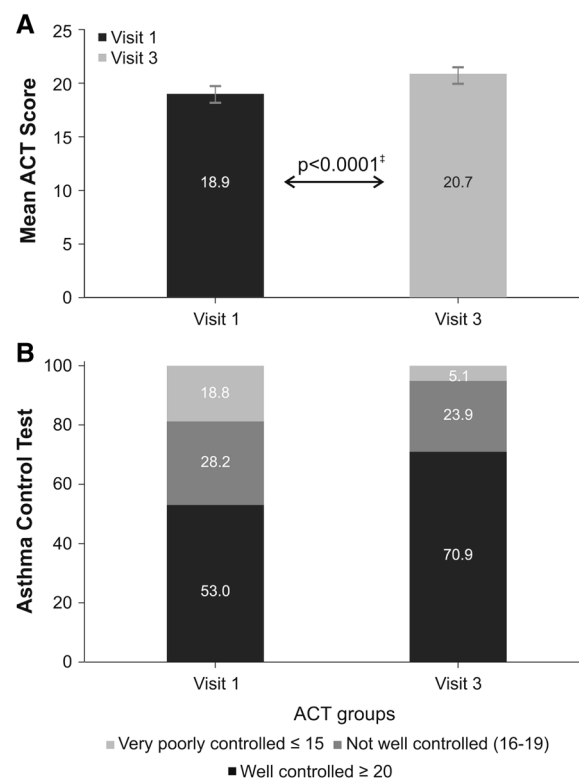 A
Mean ACT Score
25
20
15
10
5
0
Visit 1
Visit 3
18.9
p<0.0001‡
20.7
Visit 1
Visit 3
B
Asthma Control Test
100
80
60
40
20
0
18.8
28.2
53.0
5.1
23.9
70.9
Visit 1
Visit 3
ACT groups
Very poorly controlled ≤ 15
Not well controlled (16-19)
Well controlled ≥ 20